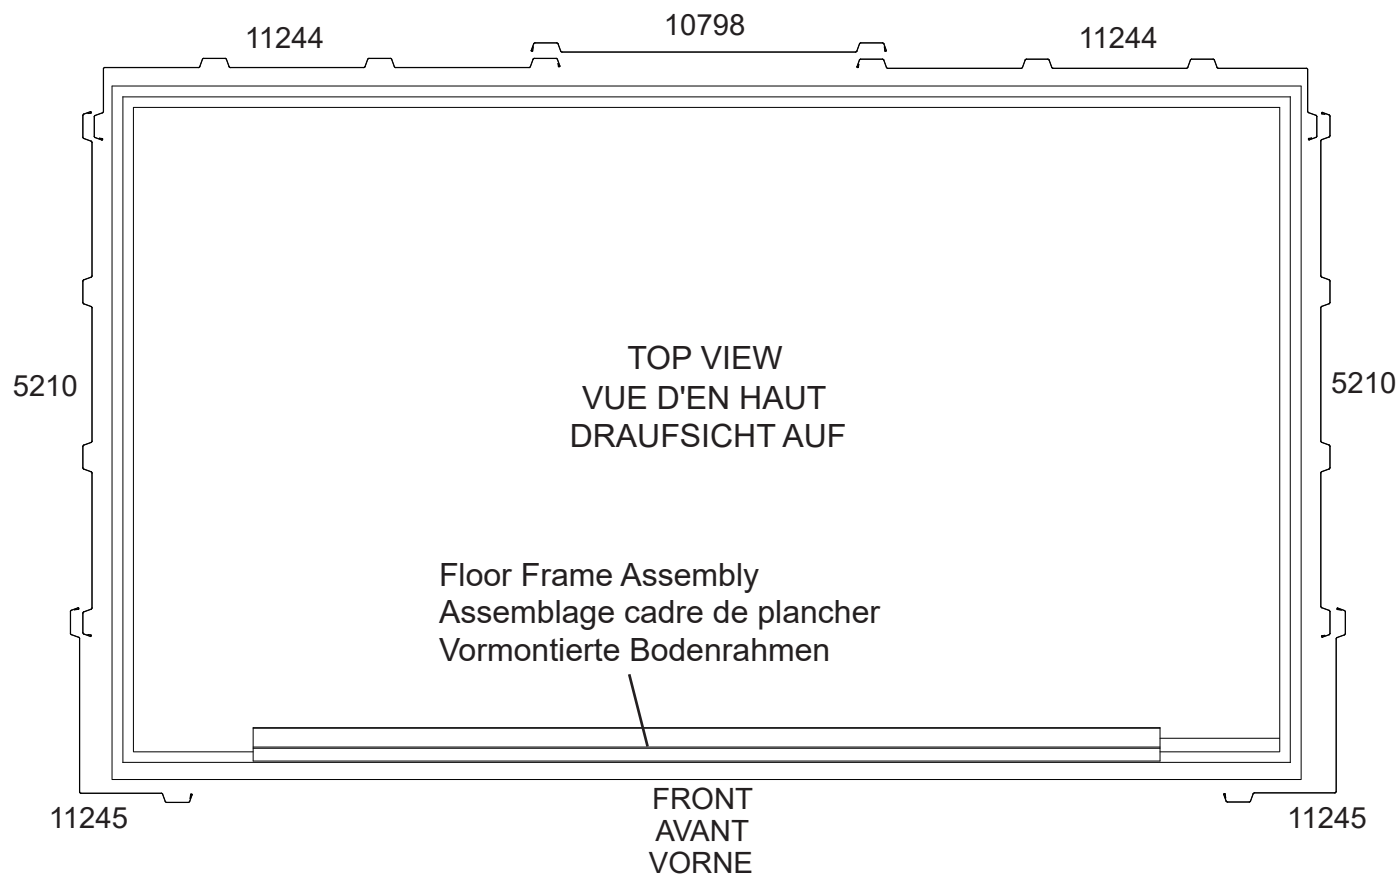 11244
10798
11244
5210
5210
TOP VIEW
VUE D'EN HAUT
DRAUFSICHT AUF
Floor Frame Assembly
Assemblage cadre de plancher
Vormontierte Bodenrahmen
11245
11245
FRONT
AVANT
VORNE